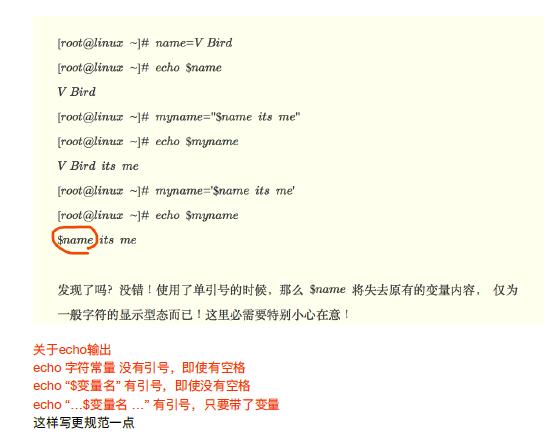 [root@linux ~]# name=V Bird
[root@linux ~]# echo $name
V Bird
[root@linux ~]# myname="$name its me"
[root@linux ~]# echo $myname
V Bird its me
[root@linux ~]# myname='$name its me'
[root@linux ~]# echo $myname
$name its me
发现了吗？没错！使用了单引号的时候，那么 $name 将失去原有的变量内容， 仅为
一般字符的显示型态而已！这里必需要特别小心在意！
关于echo输出
echo 字符常量 没有引号，即使有空格
echo “$变量名” 有引号，即使没有空格
echo “…$变量名 …” 有引号，只要带了变量
这样写更规范一点